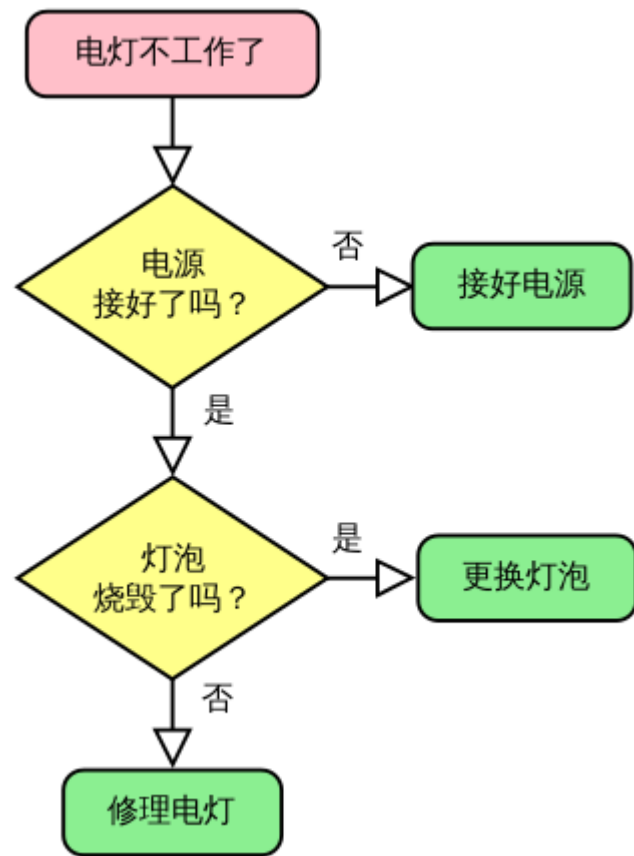 电灯不工作了
电源
接好了吗？
否
接好电源
是
灯泡
烧毁了吗？
是
更换灯泡
否
修理电灯